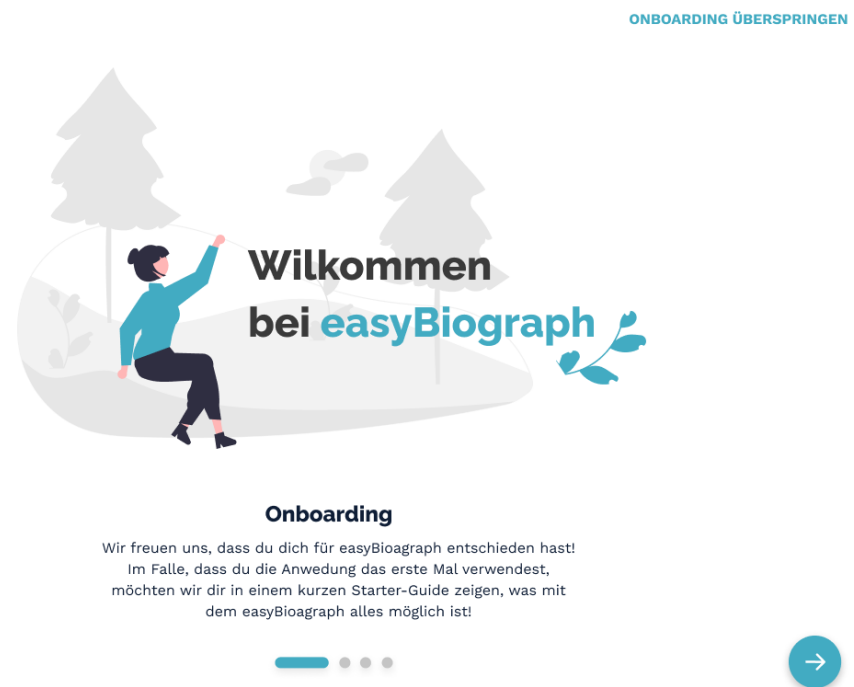 ONBOARDING ÜBERSPRINGEN
Wilkommen
bei easyBiograph
Onboarding
Wir freuen uns, dass du dich für easyBioagraph entschieden hast!
Im Falle, dass du die Anwedung das erste Mal verwendest,
möchten wir dir in einem kurzen Starter-Guide zeigen, was mit
dem easyBioagraph alles möglich ist!